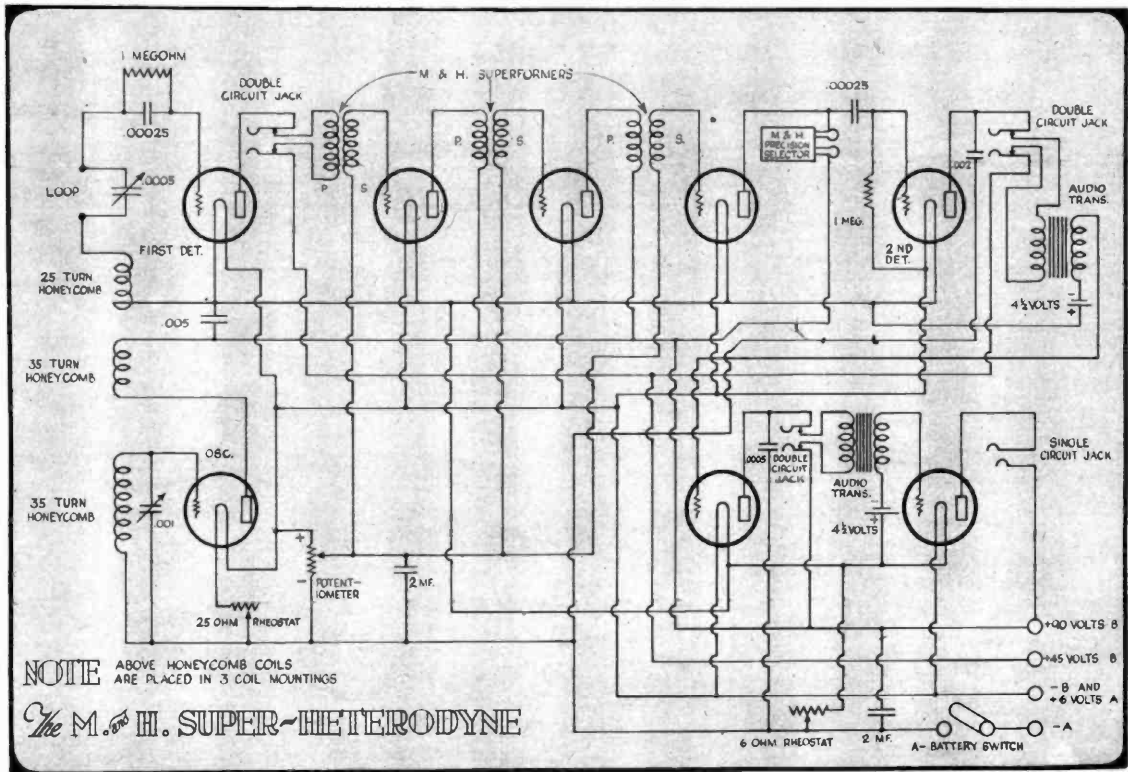 1 MEGOHM
.00025
DOUBLE
CIRCUIT JACK
M & H. SUPERFORMERS
.00025
DOUBLE
CIRCUIT JACK
M & H
PRECISION
SELECTOR
.002
P.
S.
P.
S.
P.
S.
LOOP
.0005
1 MEG.
AUDIO
TRANS.
FIRST DET.
2 ND
DET.
25 TURN
HONEYCOMB
4½ VOLTS
- +
.005
35 TURN
HONEYCOMB
OSC.
.0005
DOUBLE
CIRCUIT
JACK
AUDIO
TRANS.
SINGLE
CIRCUIT JACK
35 TURN
HONEYCOMB
.001
- +
4½ VOLTS
+
-
POTENT-
IOMETER
2 MF.
25 OHM RHEOSTAT
+90 VOLTS B
+45 VOLTS B
- B AND
+6 VOLTS A
-A
6 OHM RHEOSTAT
2 MF.
A- BATTERY SWITCH
NOTE ABOVE HONEYCOMB COILS
ARE PLACED IN 3 COIL MOUNTINGS
The M. and H. SUPER-HETERODYNE